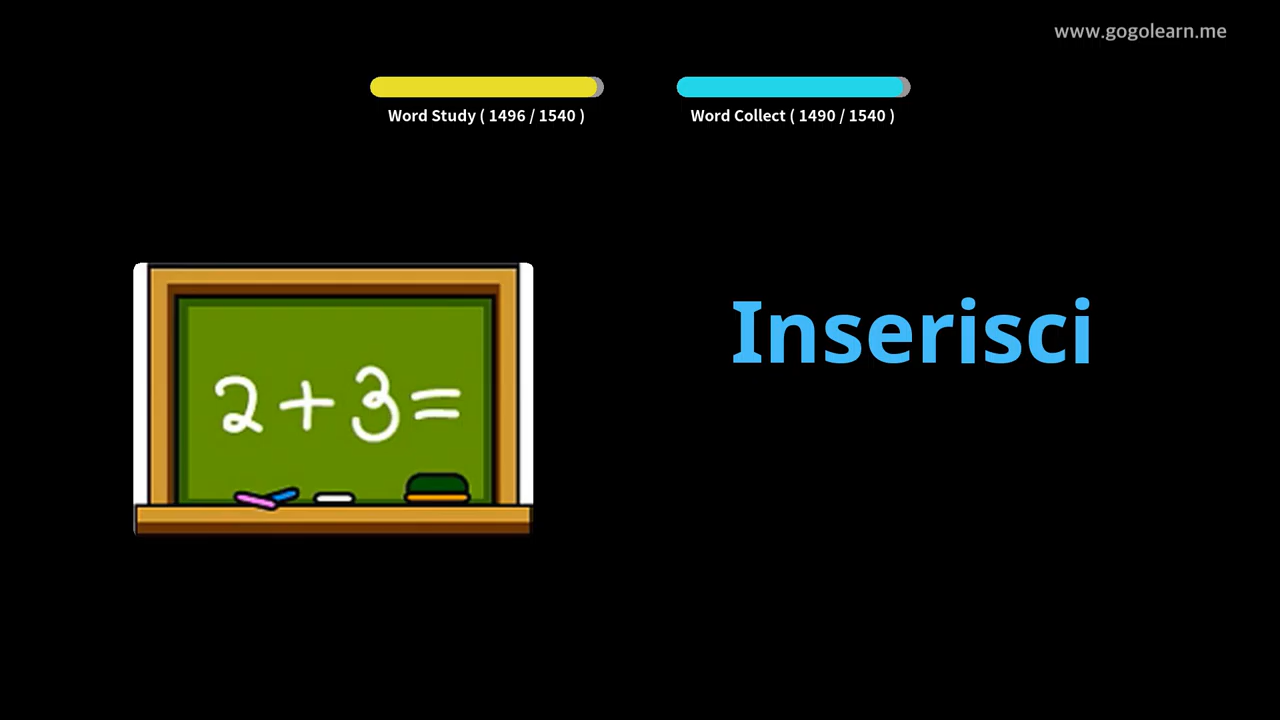 www.gogolearn.me
Word Study ( 1496 / 1540 )
Word Collect ( 1490 / 1540 )
Inserisci
2 + 3 =